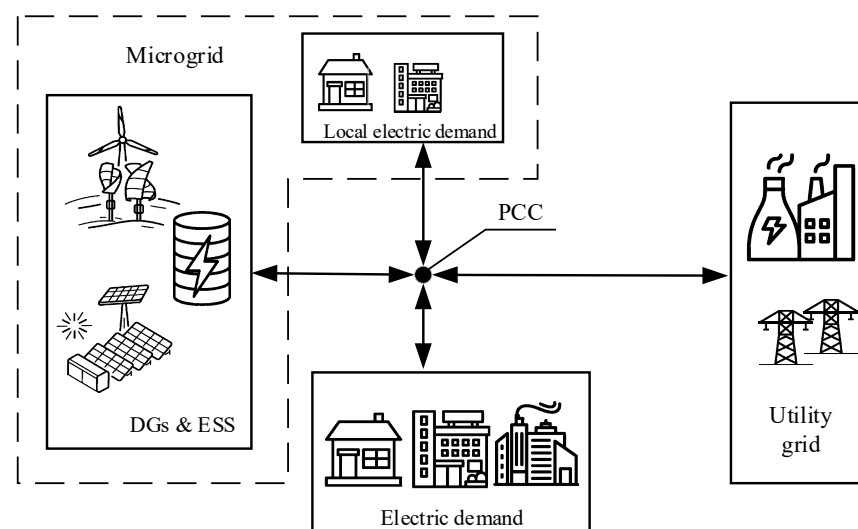 Microgrid
Local electric demand
PCC
DGs & ESS
Utility
grid
Electric demand